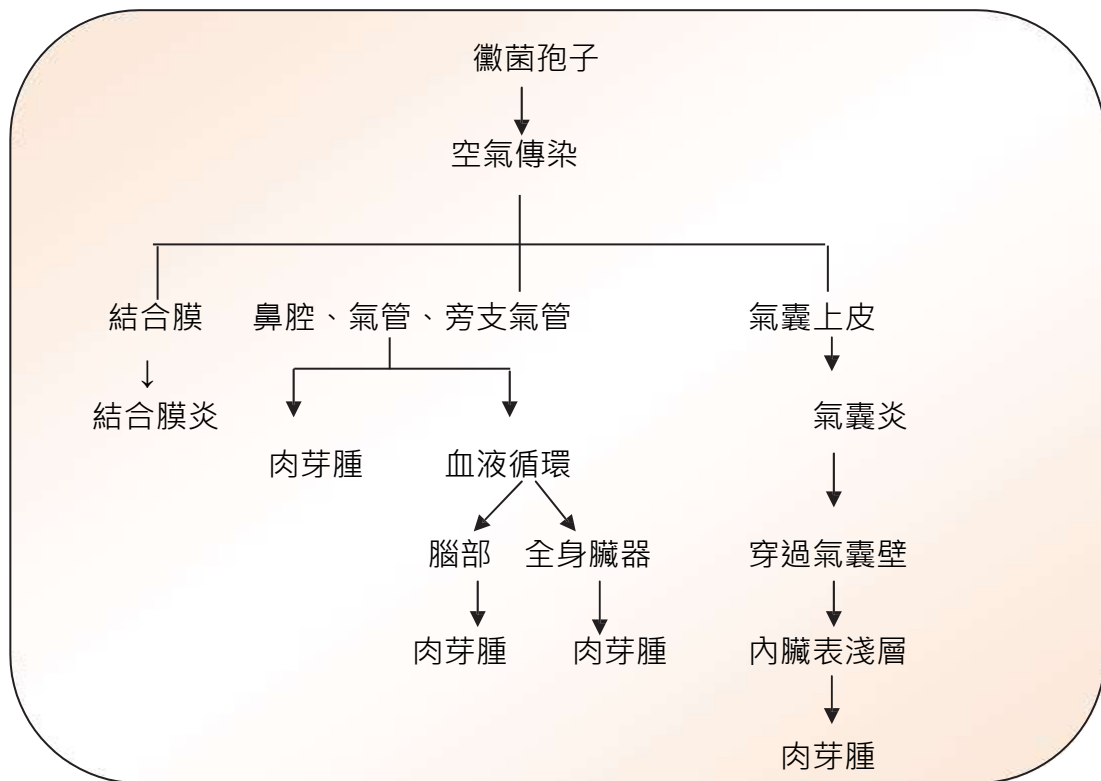 黴菌孢子
空氣傳染
結合膜
鼻腔、氣管、旁支氣管
氣囊上皮
↓
結合膜炎
氣囊炎
肉芽腫
血液循環
腦部
全身臟器
穿過氣囊壁
肉芽腫
肉芽腫
內臟表淺層
肉芽腫